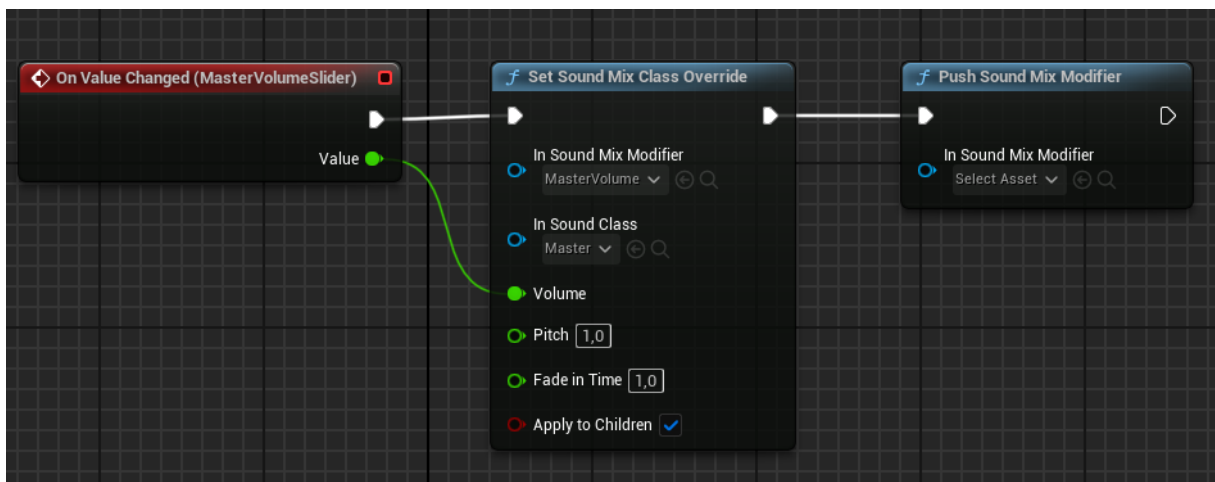 On Value Changed (MasterVolumeSlider)
Value
Set Sound Mix Class Override
In Sound Mix Modifier
MasterVolume
In Sound Class
Master
Volume
Pitch 1,0
Fade in Time 1,0
Apply to Children
Push Sound Mix Modifier
In Sound Mix Modifier
Select Asset